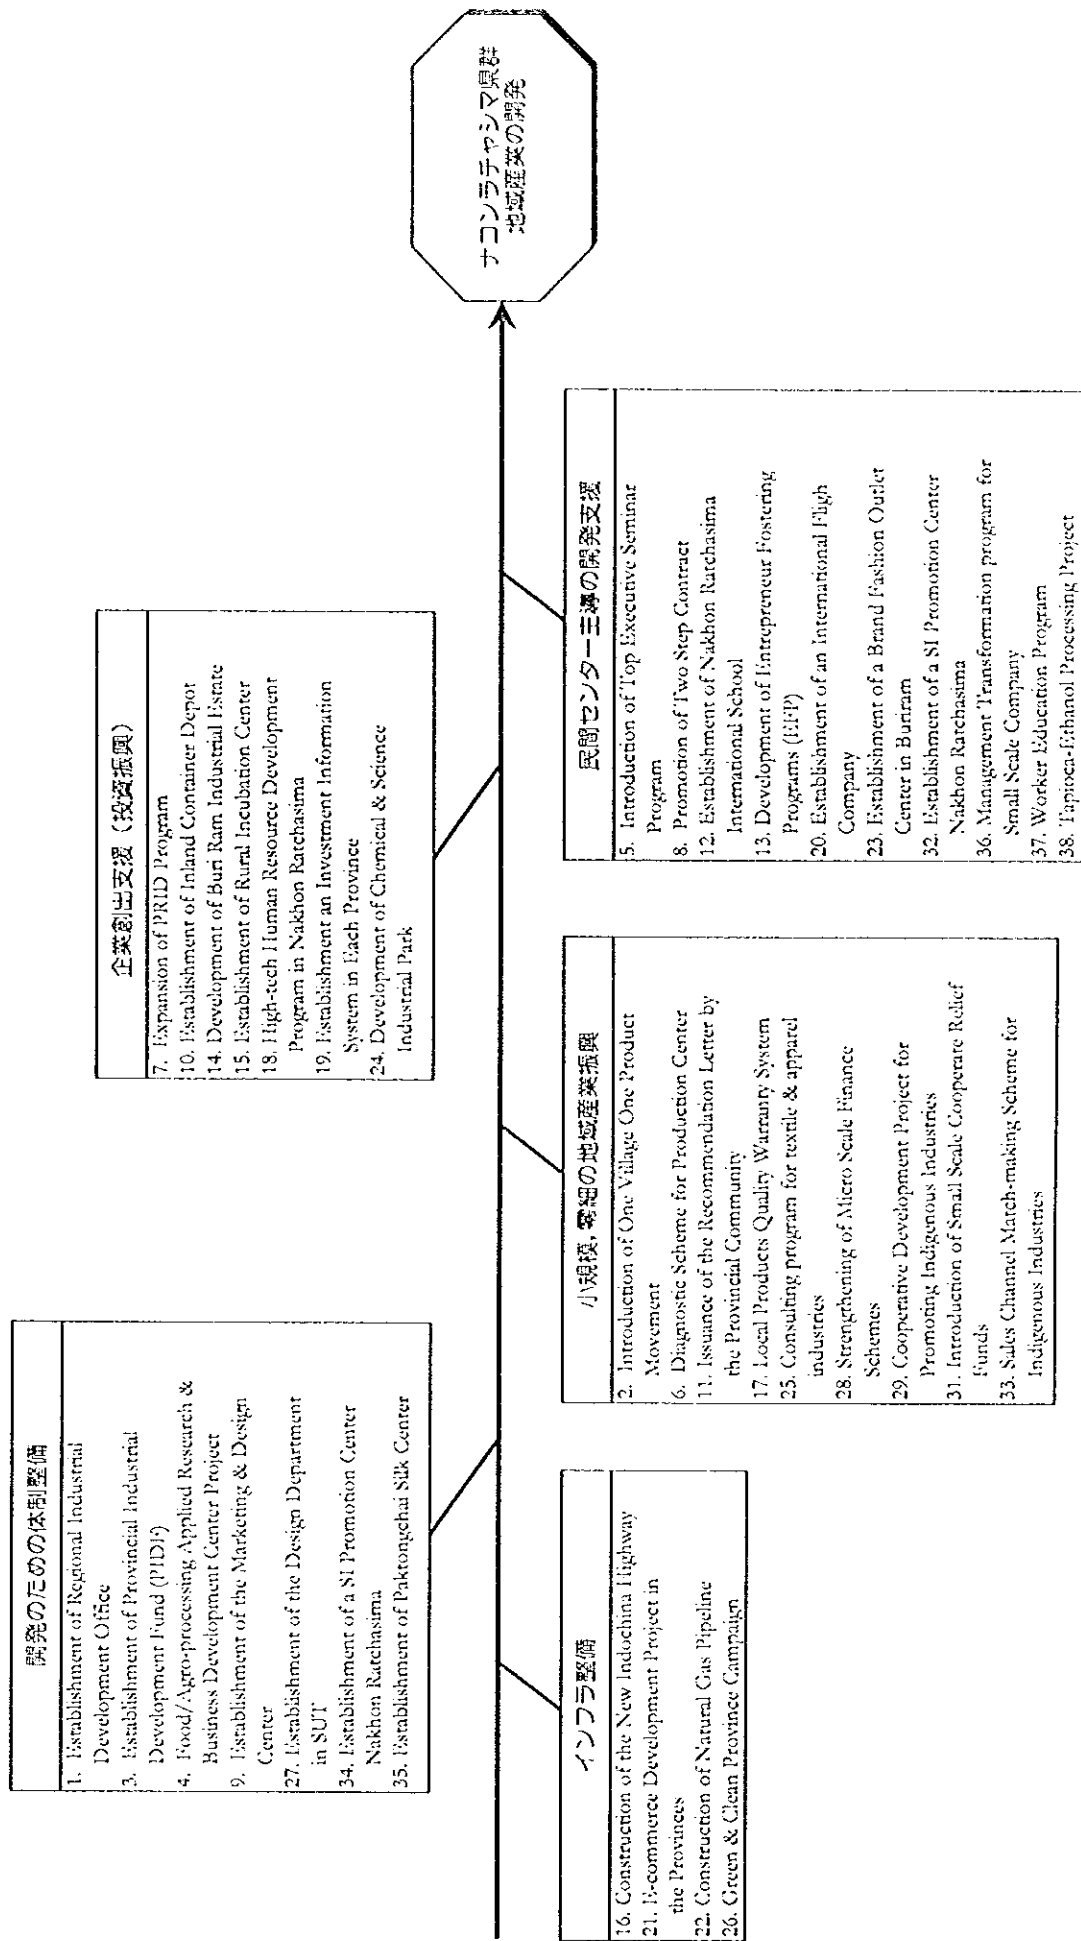 開発のための体制整備
1. Establishment of Regional Industrial
Development Office
3. Establishment of Provincial Industrial
Development Fund (PIDF)
4. Food/Agro-processing Applied Research &
Business Development Center Project
9. Establishment of the Marketing & Design
Center
27. Establishment of the Design Department
in SUT
34. Establishment of a SI Promotion Center
Nakhon Ratchasima
35. Establishment of Paktongchai Silk Center
企業創出支援（投資振興）
7. Expansion of PRID Program
10. Establishment of Inland Container Depot
14. Development of Buri Ram Industrial Estate
15. Establishment of Rural Incubation Center
18. High-tech Human Resource Development
Program in Nakhon Ratchasima
19. Establishment an Investment Information
System in Each Province
24. Development of Chemical & Science
Industrial Park
ナコンラチャシマ県群
地域産業の開発
インフラ整備
16. Construction of the New Indochina Highway
21. E-commerce Development Project in
the Provinces
22. Construction of Natural Gas Pipeline
26. Green & Clean Province Campaign
小規模，零細の地域産業振興
2. Introduction of One Village One Product
Movement
6. Diagnostic Scheme for Production Center
11. Issuance of the Recommendation Letter by
the Provincial Community
17. Local Products Quality Warranty System
25. Consulting program for textile & apparel
industries
28. Strengthening of Micro Scale Finance
Schemes
29. Cooperative Development Project for
Promoting Indigenous Industries
31. Introduction of Small Scale Cooperate Relief
Funds
33. Sales Channel Match-making Scheme for
Indigenous Industries
民間センター主導の開発支援
5. Introduction of Top Executive Seminar
Program
8. Promotion of Two Step Contract
12. Establishment of Nakhon Ratchasima
International School
13. Development of Entrepreneur Fostering
Programs (EFP)
20. Establishment of an International Fligh
Company
23. Establishment of a Brand Fashion Outlet
Center in Buriram
32. Establishment of a SI Promotion Center
Nakhon Ratchasima
36. Management Transformation program for
Small Scale Company
37. Worker Education Program
38. Tapioca-Ethanol Processing Project